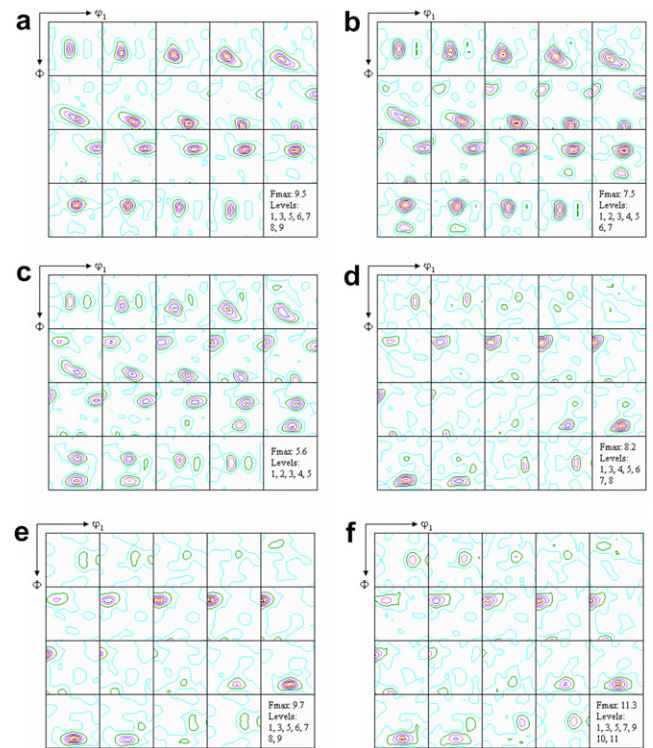 a
φ1
Φ
Fmax: 9.5
Levels:
1, 3, 5, 6, 7
8, 9
b
φ1
Φ
Fmax: 7.5
Levels:
1, 2, 3, 4, 5
6, 7
c
φ1
Φ
Fmax: 5.6
Levels:
1, 2, 3, 4, 5
d
φ1
Φ
Fmax: 8.2
Levels:
1, 3, 4, 5, 6
7, 8
e
φ1
Φ
Fmax: 9.7
Levels:
1, 3, 5, 6, 7
8, 9
f
φ1
Φ
Fmax: 11.3
Levels:
1, 3, 5, 7, 9
10, 11